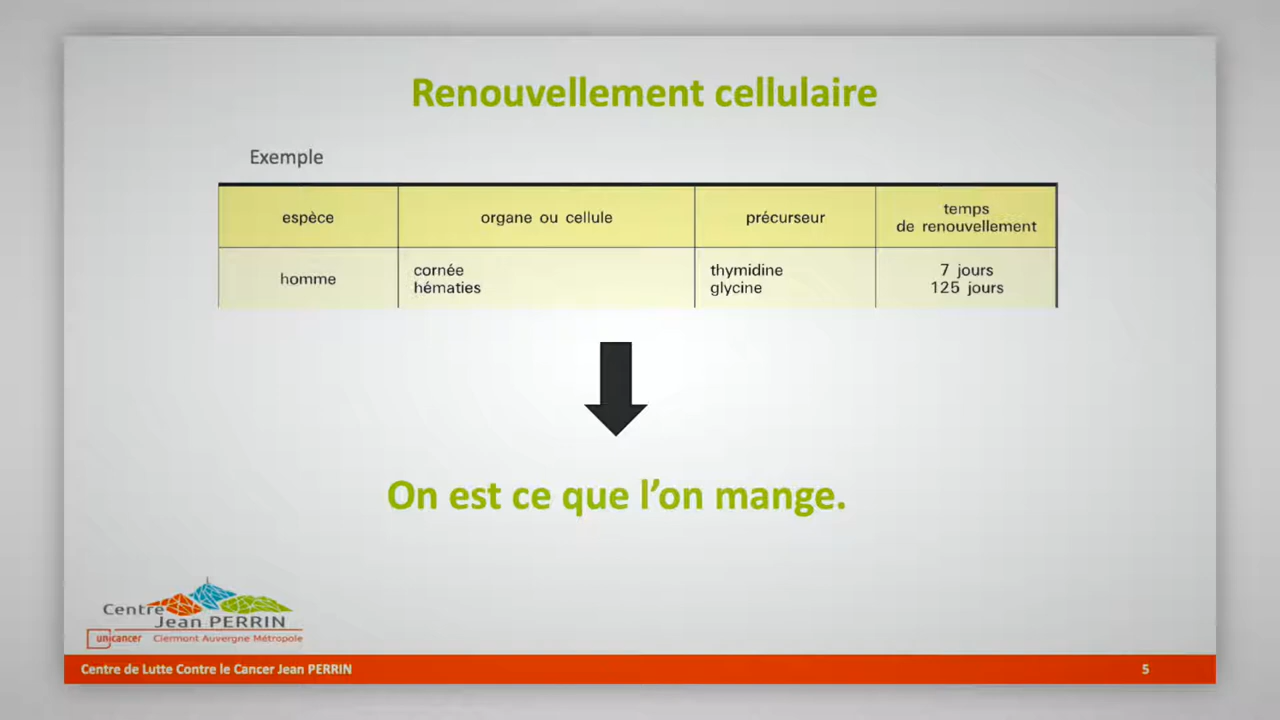 Renouvellement cellulaire
Exemple
espèce
organe ou cellule
précurseur
temps
de renouvellement
homme
cornée
hématies
thymidine
glycine
7 jours
125 jours
On est ce que l’on mange.
Centre
Jean PERRIN
unicancer Clermont Auvergne Métropole
Centre de Lutte Contre le Cancer Jean PERRIN
5